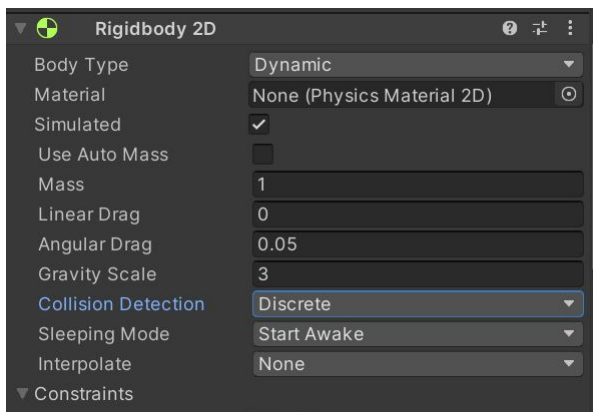 Rigidbody 2D
Body Type Dynamic
Material None (Physics Material 2D)
Simulated
Use Auto Mass
Mass 1
Linear Drag 0
Angular Drag 0.05
Gravity Scale 3
Collision Detection Discrete
Sleeping Mode Start Awake
Interpolate None
Constraints